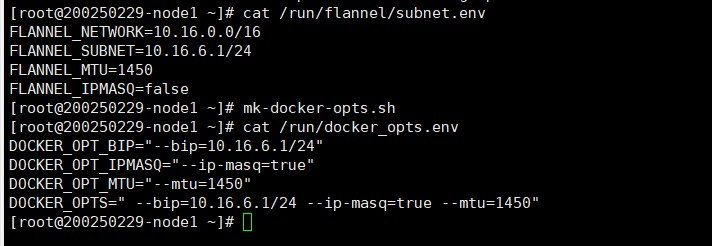 [root@200250229-node1 ~]# cat /run/flannel/subnet.env
FLANNEL_NETWORK=10.16.0.0/16
FLANNEL_SUBNET=10.16.6.1/24
FLANNEL_MTU=1450
FLANNEL_IPMASQ=false
[root@200250229-node1 ~]# mk-docker-opts.sh
[root@200250229-node1 ~]# cat /run/docker_opts.env
DOCKER_OPT_BIP="--bip=10.16.6.1/24"
DOCKER_OPT_IPMASQ="--ip-masq=true"
DOCKER_OPT_MTU="--mtu=1450"
DOCKER_OPTS=" --bip=10.16.6.1/24 --ip-masq=true --mtu=1450"
[root@200250229-node1 ~]#